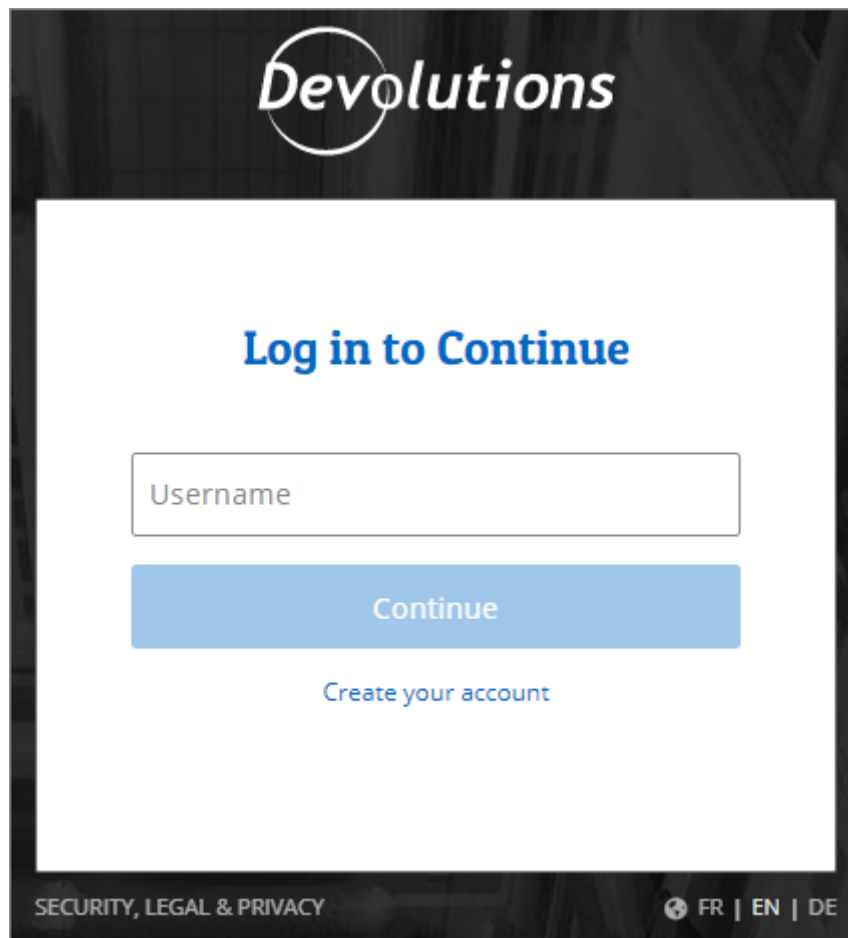 Devolutions
Log in to Continue
Username
Continue
Create your account
SECURITY, LEGAL & PRIVACY FR | EN | DE